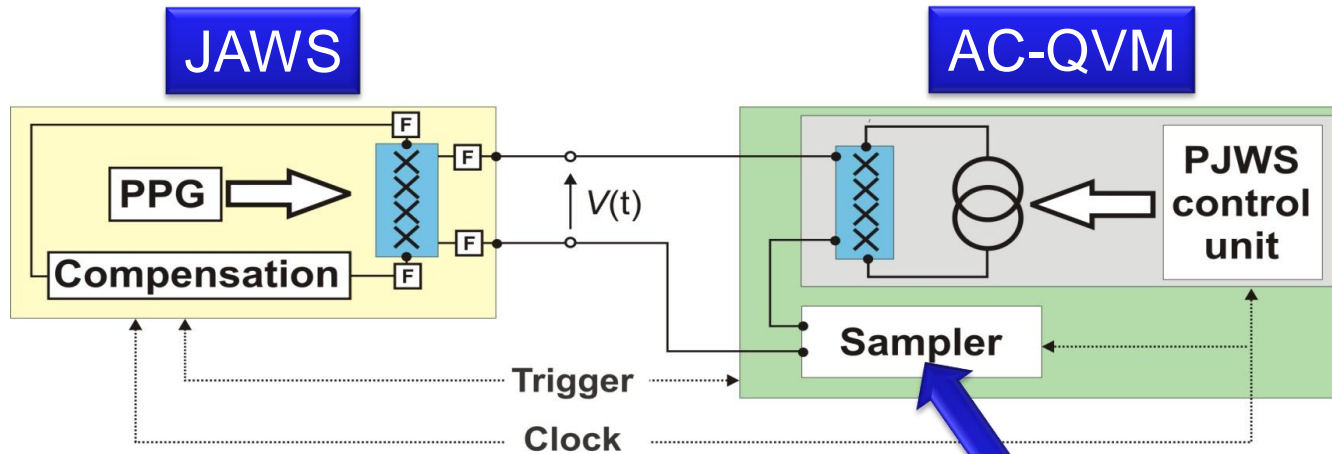 JAWS
AC-QVM
F
PPG
F
F
F
Compensation
V(t)
PJWS
control
unit
Sampler
Trigger
Clock